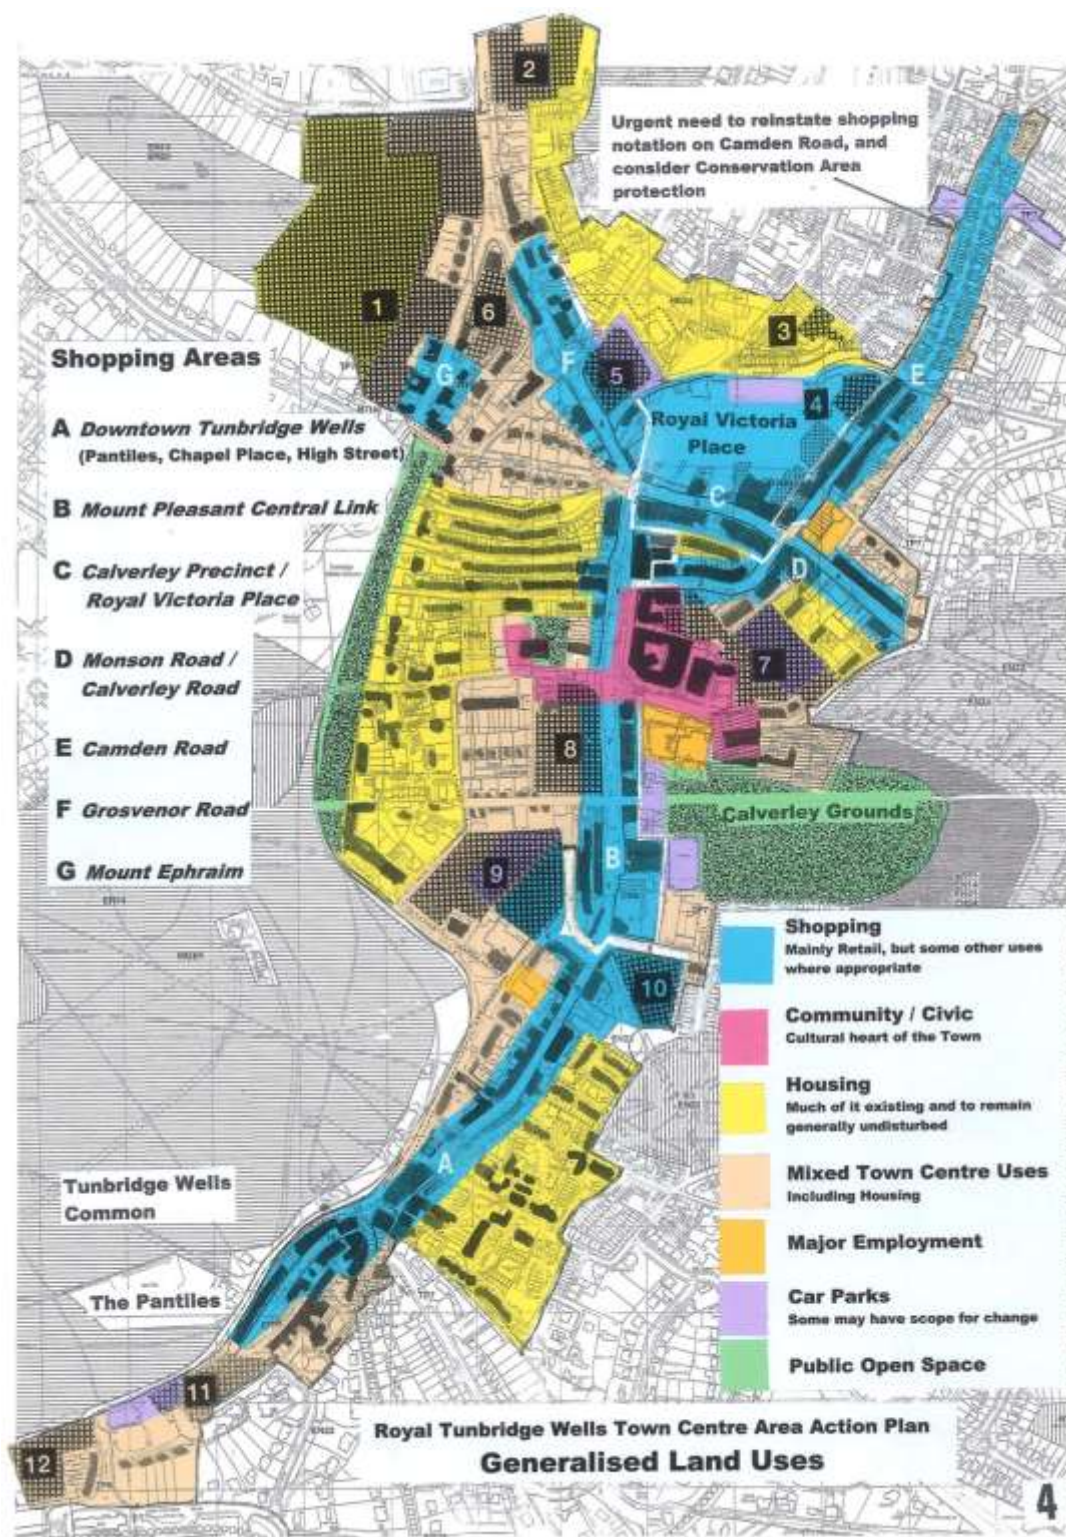 2
Urgent need to reinstate shopping
notation on Camden Road, and
consider Conservation Area
protection
1
6
3
Shopping Areas
G
F
5
4
E
Royal Victoria
Place
A Downtown Tunbridge Wells
(Pantiles, Chapel Place, High Street)
B Mount Pleasant Central Link
C
C Calverley Precinct /
Royal Victoria Place
D
D Monson Road /
Calverley Road
7
E Camden Road
8
F Grosvenor Road
Calverley Grounds
G Mount Ephraim
9
B
Shopping
Mainly Retail, but some other uses
where appropriate
10
Community / Civic
Cultural heart of the Town
Housing
Much of it existing and to remain
generally undisturbed
A
Mixed Town Centre Uses
Including Housing
Tunbridge Wells
Common
Major Employment
The Pantiles
Car Parks
Some may have scope for change
Public Open Space
11
12
Royal Tunbridge Wells Town Centre Area Action Plan
Generalised Land Uses
4